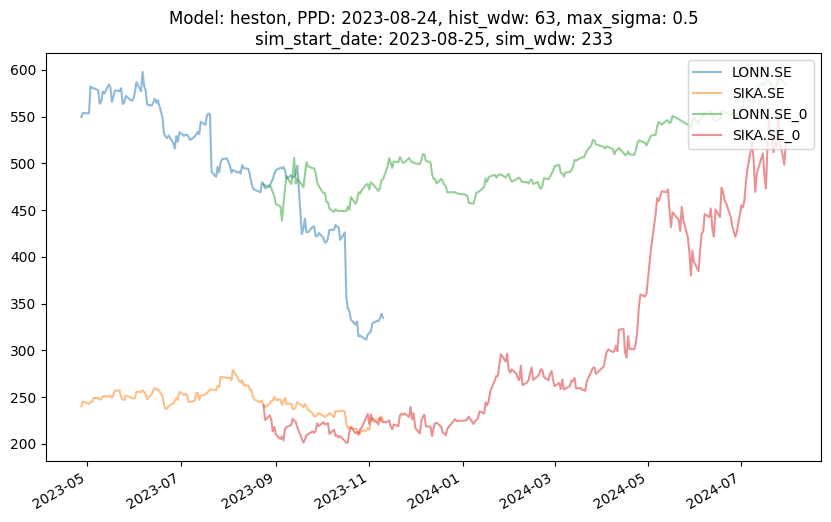 Model: heston, PPD: 2023-08-24, hist_wdw: 63, max_sigma: 0.5
sim_start_date: 2023-08-25, sim_wdw: 233
LONN.SE
SIKA.SE
LONN.SE_0
SIKA.SE_0
600
550
500
450
400
350
300
250
200
2023-05
2023-07
2023-09
2023-11
2024-01
2024-03
2024-05
2024-07